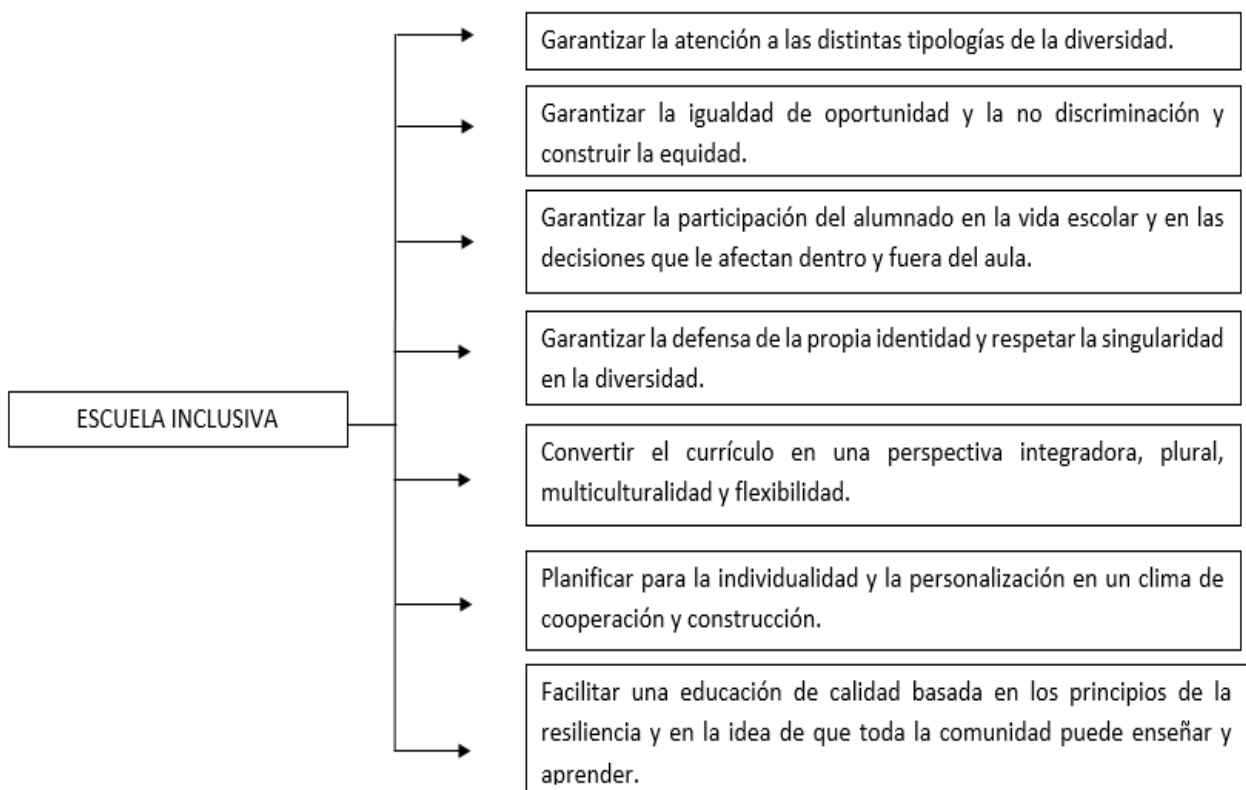 Garantizar la atención a las distintas tipologías de la diversidad.
Garantizar la igualdad de oportunidad y la no discriminación y
construir la equidad.
Garantizar la participación del alumnado en la vida escolar y en las
decisiones que le afectan dentro y fuera del aula.
Garantizar la defensa de la propia identidad y respetar la singularidad
en la diversidad.
ESCUELA INCLUSIVA
Convertir el currículo en una perspectiva integradora, plural,
multiculturalidad y flexibilidad.
Planificar para la individualidad y la personalización en un clima de
cooperación y construcción.
Facilitar una educación de calidad basada en los principios de la
resiliencia y en la idea de que toda la comunidad puede enseñar y
aprender.